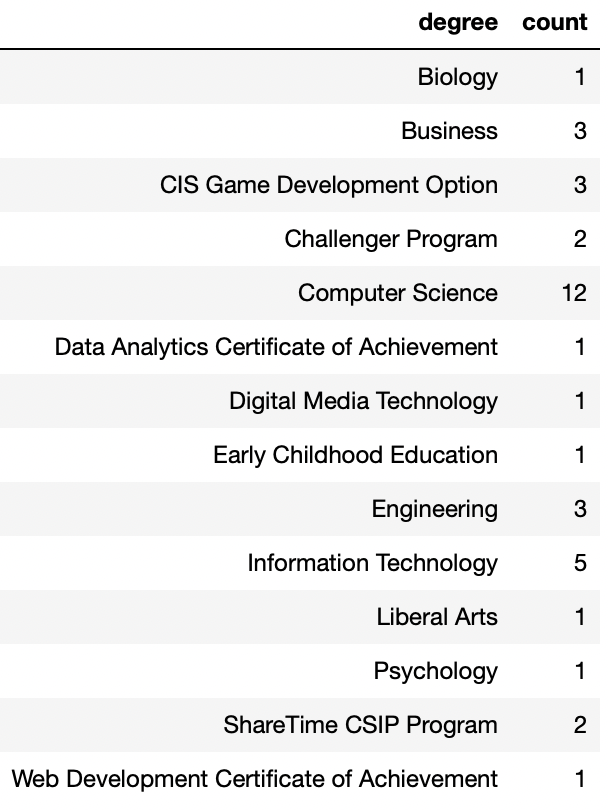 degree count
Biology 1
Business 3
CIS Game Development Option 3
Challenger Program 2
Computer Science 12
Data Analytics Certificate of Achievement 1
Digital Media Technology 1
Early Childhood Education 1
Engineering 3
Information Technology 5
Liberal Arts 1
Psychology 1
ShareTime CSIP Program 2
Web Development Certificate of Achievement 1